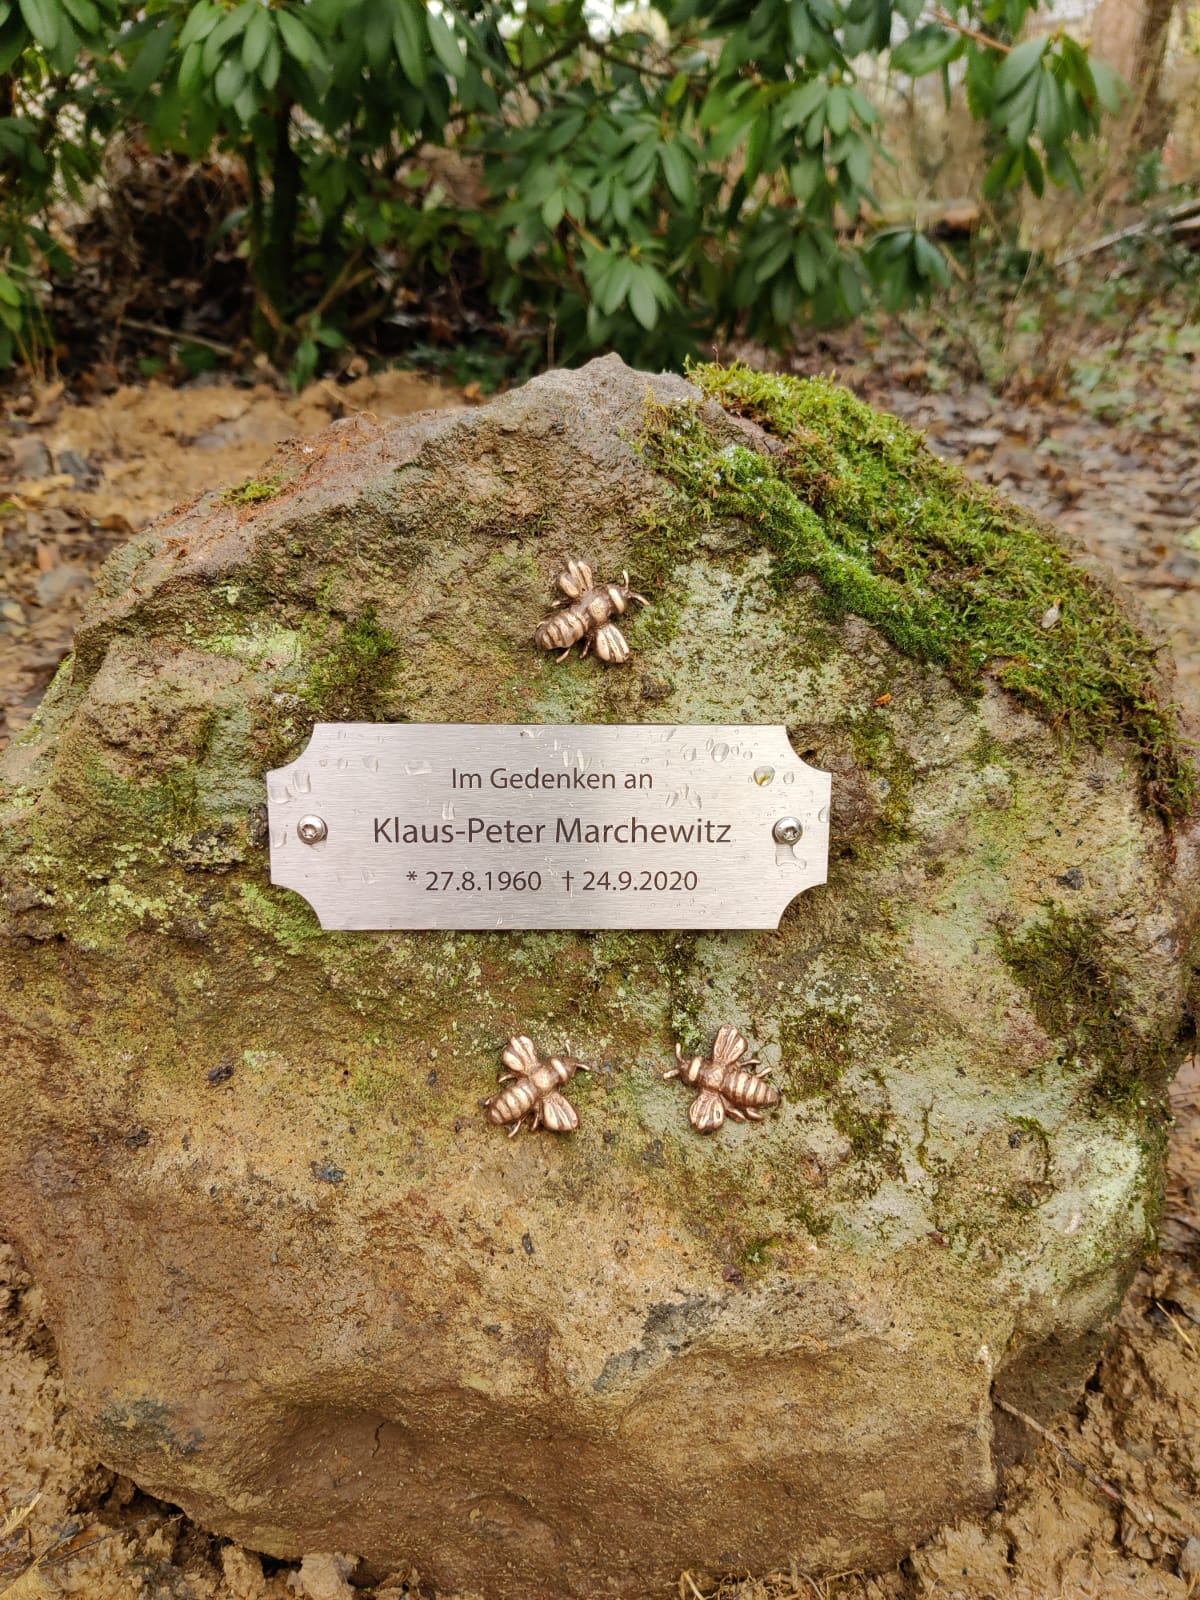 Im Gedenken an
Klaus-Peter Marchewitz
* 27.8.1960 † 24.9.2020